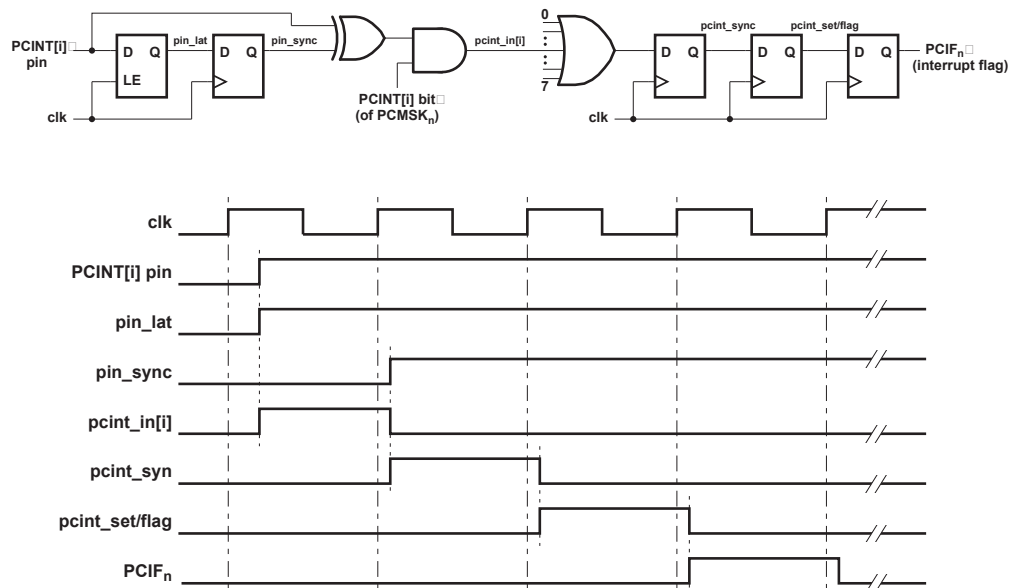 PCINT[i]
pin
clk
D Q
LE
pin_lat
D Q
pin_sync
PCINT[i] bit
(of PCMSKn)
pcint_in[i]
0
7
clk
D Q
pcint_sync
D Q
pcint_set/flag
D Q
PCIFn
(interrupt flag)
clk
PCINT[i] pin
pin_lat
pin_sync
pcint_in[i]
pcint_syn
pcint_set/flag
PCIFn